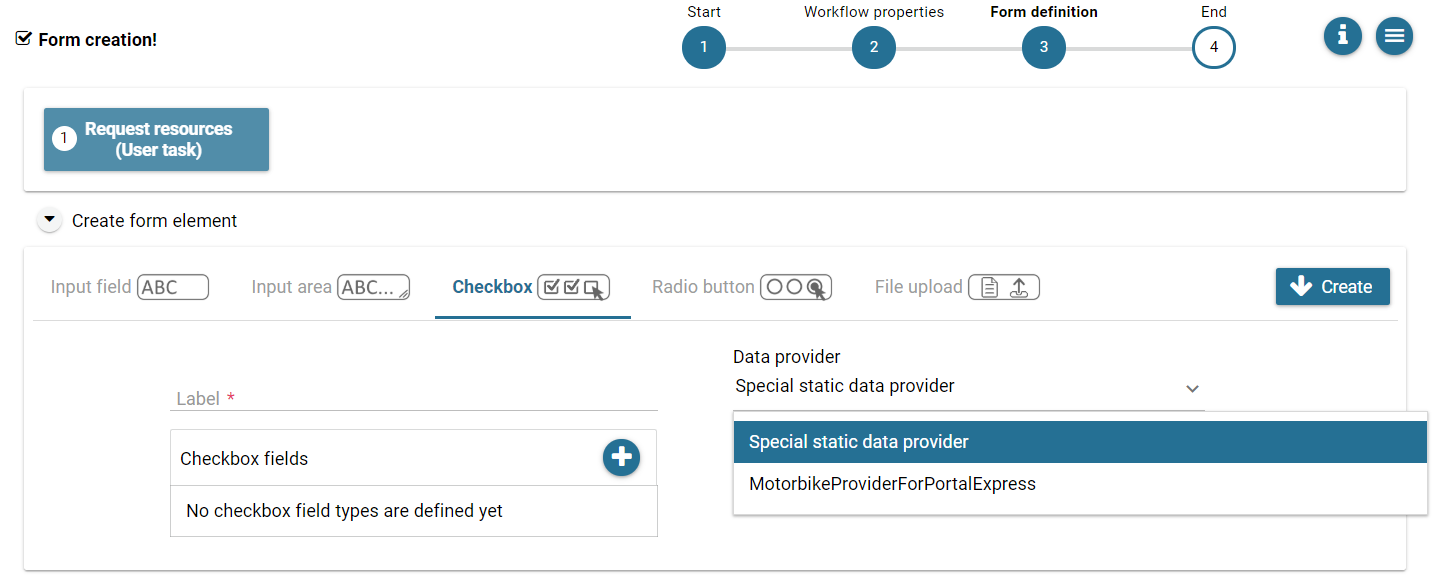 Form creation!
Start
Workflow properties
Form definition
End
1
2
3
4
1
Request resources
(User task)
Create form element
Input field ABC
Input area ABC...
Checkbox
Radio button
File upload
Create
Data provider
Special static data provider
Label *
Special static data provider
Checkbox fields
MotorbikeProviderForPortalExpress
No checkbox field types are defined yet